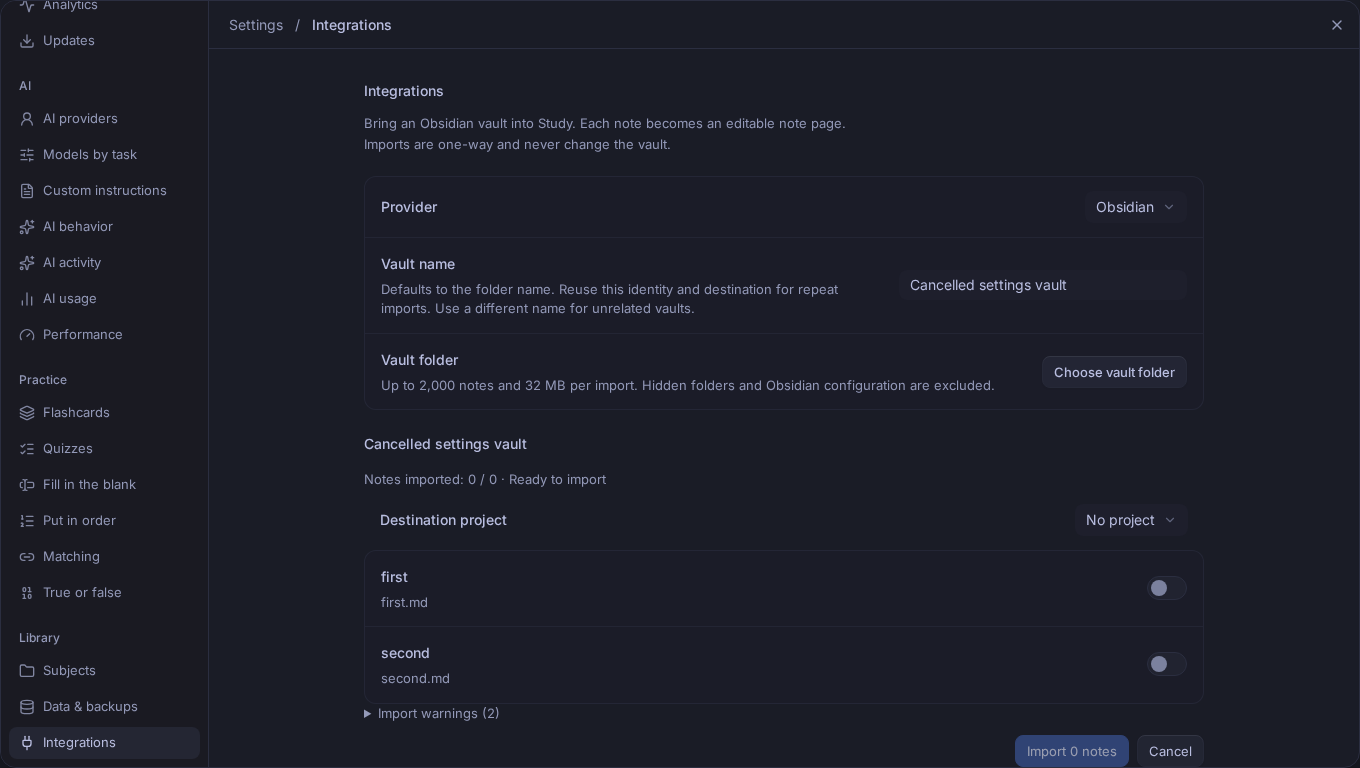 Analytics
Updates
AI
AI providers
Models by task
Custom instructions
AI behavior
AI activity
AI usage
Performance
Practice
Flashcards
Quizzes
Fill in the blank
Put in order
Matching
True or false
Library
Subjects
Data & backups
Integrations
Settings / Integrations
Integrations
Bring an Obsidian vault into Study. Each note becomes an editable note page.
Imports are one-way and never change the vault.
Provider
Obsidian
Vault name
Defaults to the folder name. Reuse this identity and destination for repeat
imports. Use a different name for unrelated vaults.
Cancelled settings vault
Vault folder
Up to 2,000 notes and 32 MB per import. Hidden folders and Obsidian configuration are excluded.
Choose vault folder
Cancelled settings vault
Notes imported: 0 / 0 · Ready to import
Destination project
No project
first
first.md
second
second.md
Import warnings (2)
Import 0 notes
Cancel